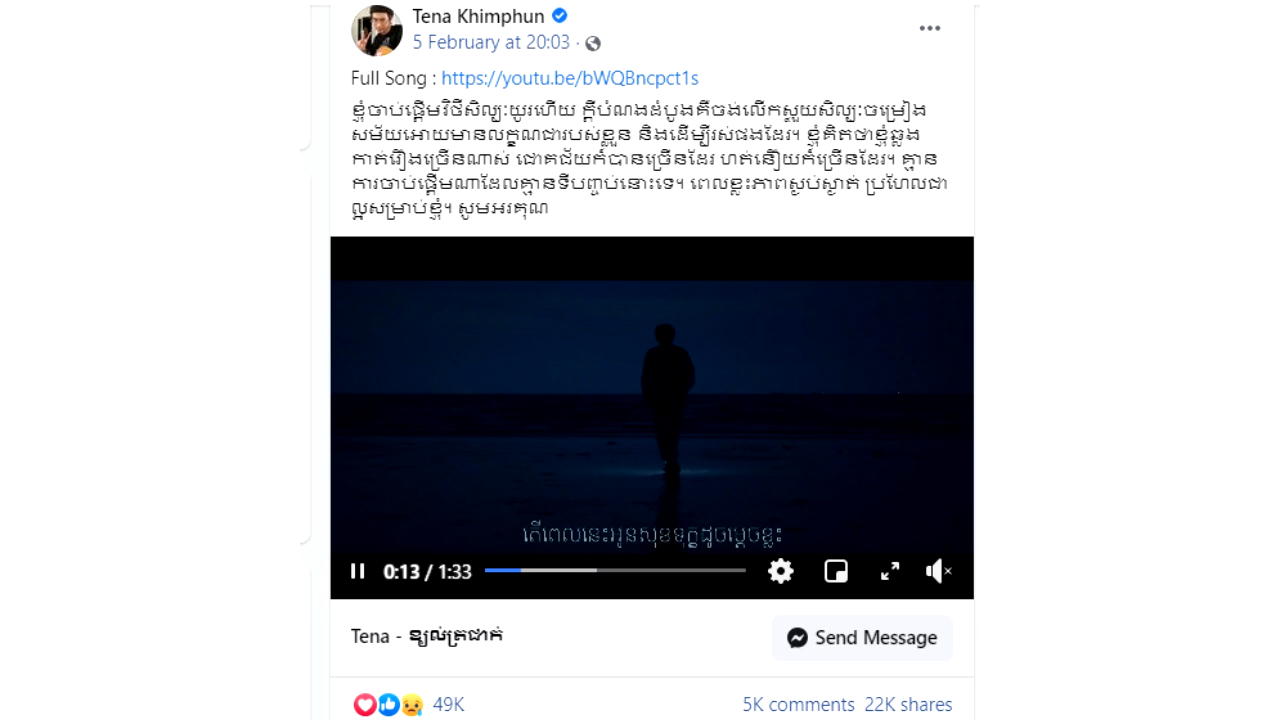 Tena Khimphun
5 February at 20:03 ·
Full Song : https://youtu.be/bWQBncpct1s
ខ្ញុំចាប់ផ្ដើមវិថីសិល្បៈយូរហើយ ក្ដីបំណងដំបូងគឺចង់លើកស្ទួយសិល្បៈចម្រៀង
សម័យអោយមានលក្ខណជារបស់ខ្លួន និងដើម្បីរស់ផងដែរ។ ខ្ញុំគិតថាខ្ញុំឆ្លង
កាត់រឿងច្រើនណាស់ ជោគជ័យក៏បានច្រើនដែរ ហត់នឿយក៏ច្រើនដែរ។ គ្មាន
ការចាប់ផ្ដើមណាដែលគ្មានទីបញ្ចប់នោះទេ។ ពេលខ្លះភាពស្ងប់ស្ងាត់ ប្រហែលជា
ល្អសម្រាប់ខ្ញុំ។ សូមអរគុណ
តើពេលនេះអូនសុខទុក្ខដូចម្ដេចខ្លះ
0:13 / 1:33
Tena - ខ្យល់ត្រជាក់
Send Message
49K
5K comments 22K shares